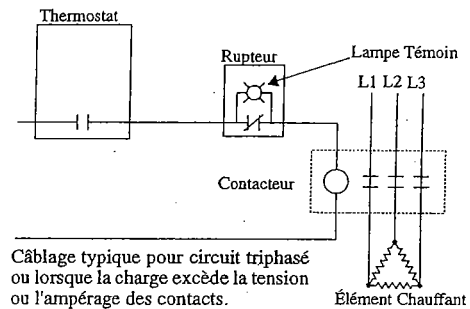 Thermostat
Lampe Témoin
Rupteur
L1 L2 L3
Contacteur
Câblage typique pour circuit triphasé
ou lorsque la charge excède la tension
ou l'ampérage des contacts.
Élément Chauffant